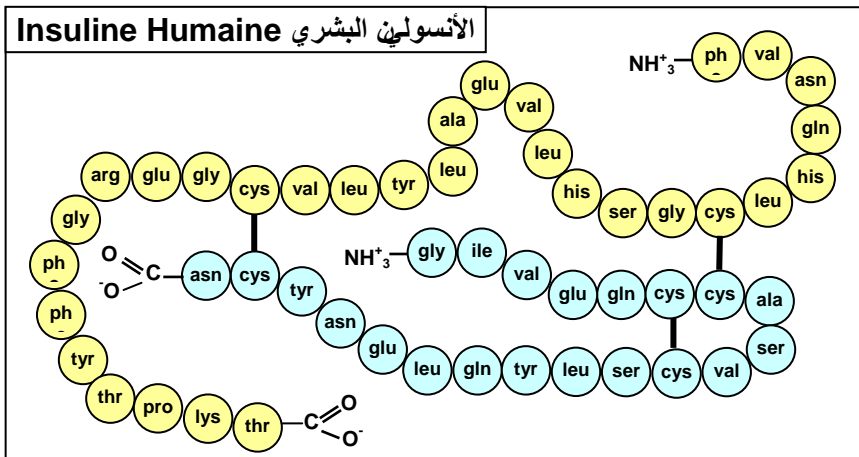 Insuline Humaine الأنسولين البشري
NH+3 ph val asn gln his leu cys gly ser his leu val glu ala leu tyr leu val cys gly glu arg gly ph ph tyr thr pro lys thr C O O-
NH+3 gly ile val glu gln cys cys ala ser val cys ser leu tyr gln leu glu asn tyr cys asn C O -O